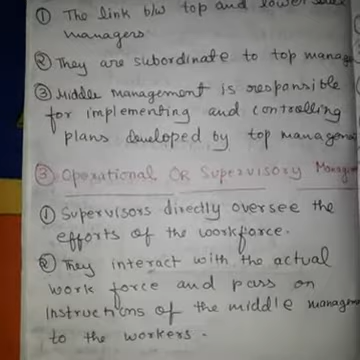 ① The link b/w top and lower level
managers
② They are subordinate to top manage
③ Middle management is responsible
for implementing and controlling
plans developed by top manageme
③ Operational OR Supervisory Managem
① Supervisors directly oversee the
efforts of the workforce.
② They interact with the actual
work force and pass on
instructions of the middle managem
to the workers.